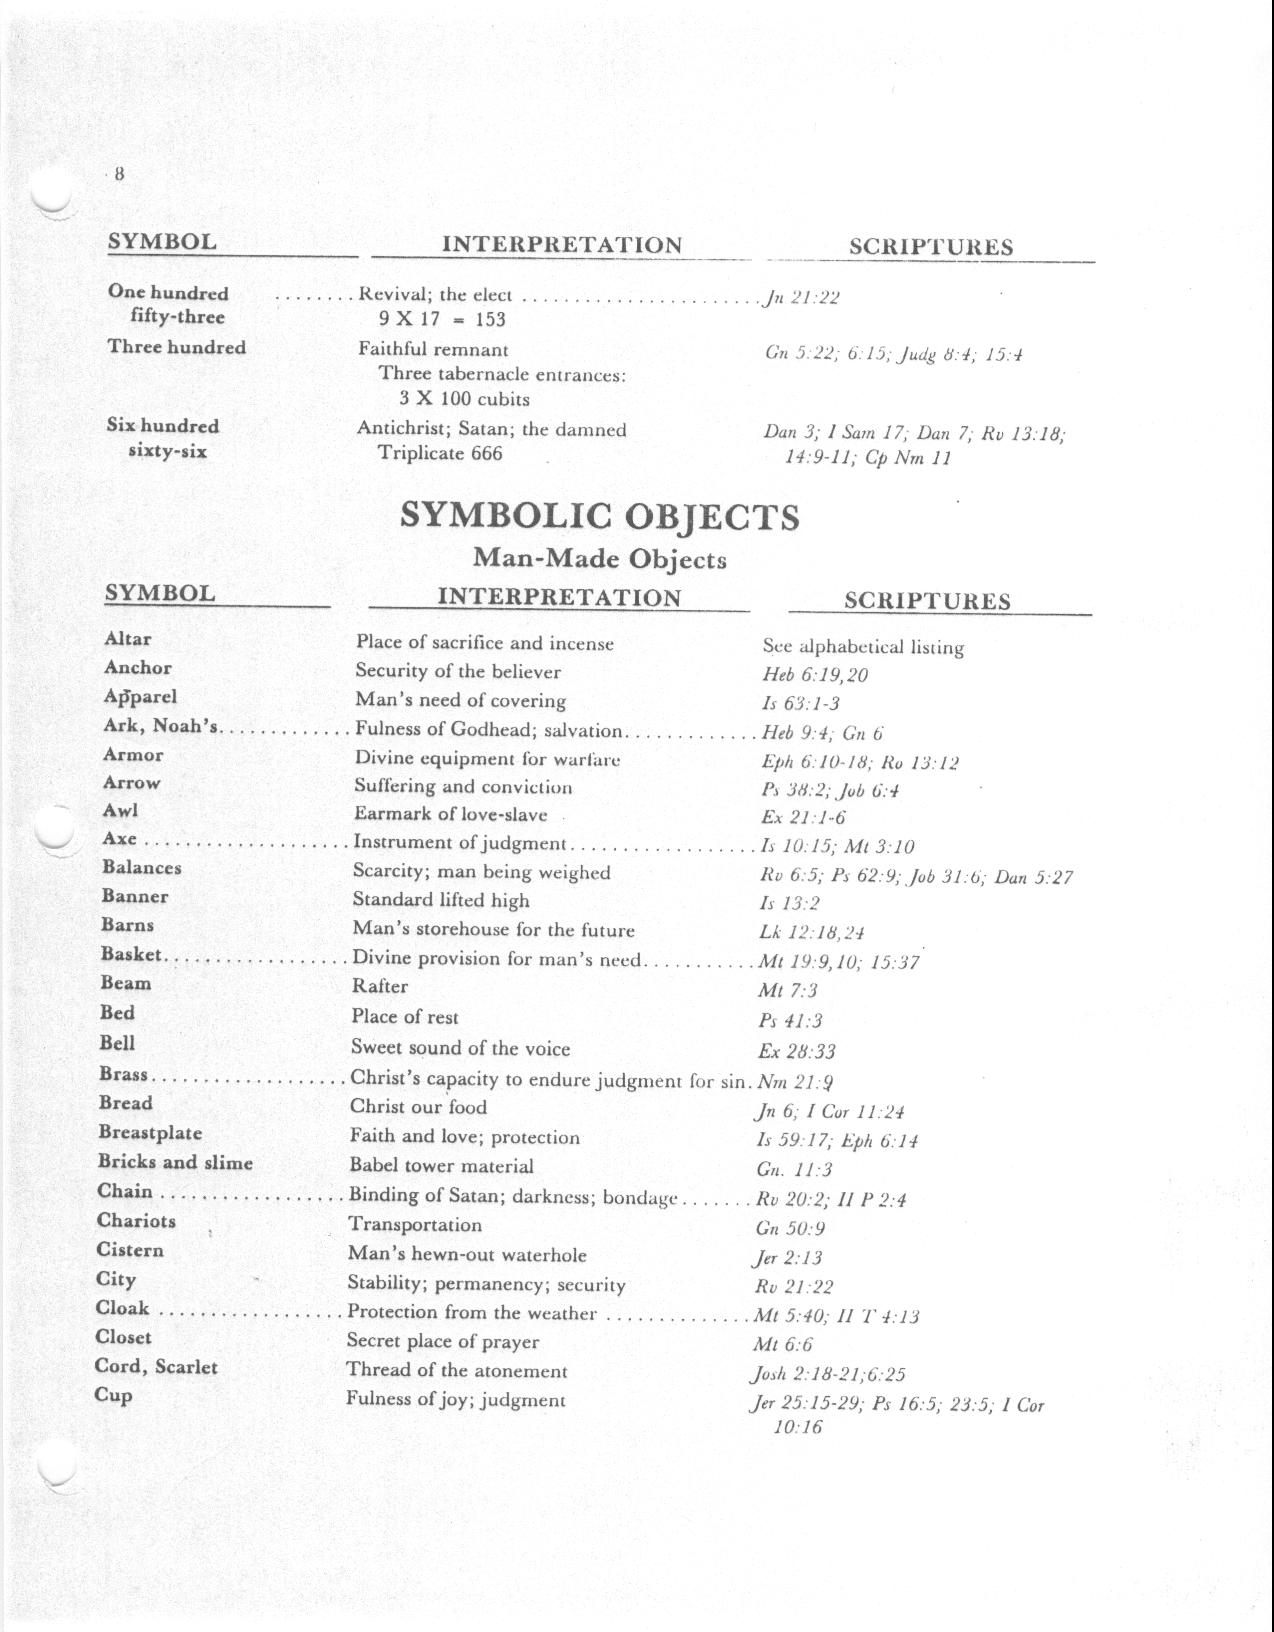 8
SYMBOL INTERPRETATION SCRIPTURES
One hundred ........ Revival; the elect ....................... Jn 21:22
fifty-three 9 X 17 = 153
Three hundred Faithful remnant Gn 5:22; 6:15; Judg 8:4; 15:4
Three tabernacle entrances:
3 X 100 cubits
Six hundred Antichrist; Satan; the damned Dan 3; I Sam 17; Dan 7; Rv 13:18;
sixty-six Triplicate 666 14:9-11; Cp Nm 11
SYMBOLIC OBJECTS
Man-Made Objects
SYMBOL INTERPRETATION SCRIPTURES
Altar Place of sacrifice and incense See alphabetical listing
Anchor Security of the believer Heb 6:19,20
Apparel Man's need of covering Is 63:1-3
Ark, Noah's............. Fulness of Godhead; salvation............. Heb 9:4; Gn 6
Armor Divine equipment for warfare Eph 6:10-18; Rv 13:12
Arrow Suffering and conviction Ps 38:2; Job 6:4
Awl Earmark of love-slave Ex 21:1-6
Axe .................... Instrument of judgment.................. Is 10:15; Mt 3:10
Balances Scarcity; man being weighed Rv 6:5; Ps 62:9; Job 31:6; Dan 5:27
Banner Standard lifted high Is 13:2
Barns Man's storehouse for the future Lk 12:18,24
Basket.................. Divine provision for man's need........... Mt 19:9,10; 15:37
Beam Rafter Mt 7:3
Bed Place of rest Ps 41:3
Bell Sweet sound of the voice Ex 28:33
Brass................... Christ's capacity to endure judgment for sin. Nm 21:9
Bread Christ our food Jn 6; I Cor 11:24
Breastplate Faith and love; protection Is 59:17; Eph 6:14
Bricks and slime Babel tower material Gn. 11:3
Chain .................. Binding of Satan; darkness; bondage ....... Rv 20:2; II P 2:4
Chariots Transportation Gn 50:9
Cistern Man's hewn-out waterhole Jer 2:13
City Stability; permanency; security Rv 21:22
Cloak .................. Protection from the weather .............. Mt 5:40; II T 4:13
Closet Secret place of prayer Mt 6:6
Cord, Scarlet Thread of the atonement Josh 2:18-21;6:25
Cup Fulness of joy; judgment Jer 25:15-29; Ps 16:5; 23:5; I Cor
10:16